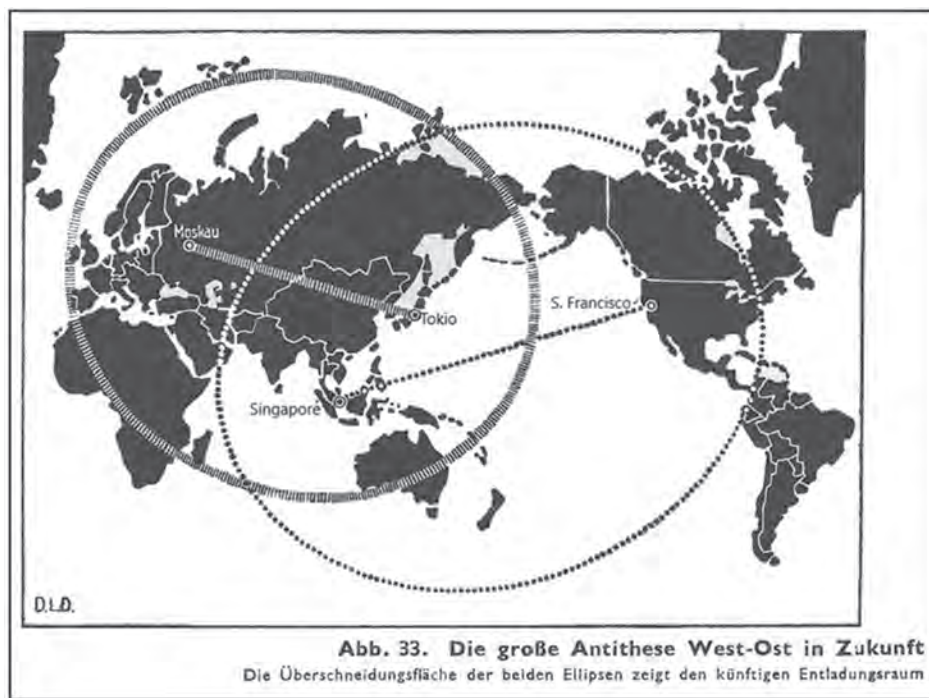 Moskau
Tokio
S. Francisco
Singapore
D.L.D.
Abb. 33. Die große Antithese West-Ost in Zukunft
Die Überschneidungsfläche der beiden Ellipsen zeigt den künftigen Entladungsraum